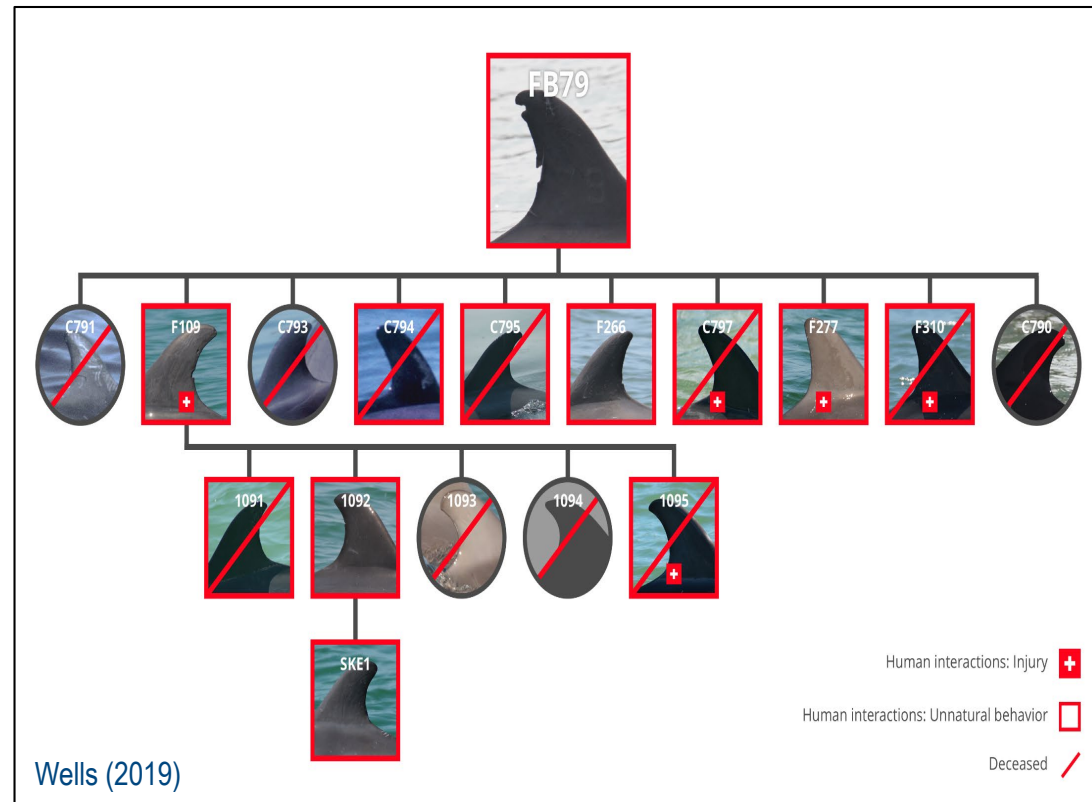 FB79
C791 F109 C793 C794 C795 F266 C797 F277 F310 C790
1091 1092 1093 1094 1095
SKE1
Human interactions: Injury
Human interactions: Unnatural behavior
Deceased
Wells (2019)